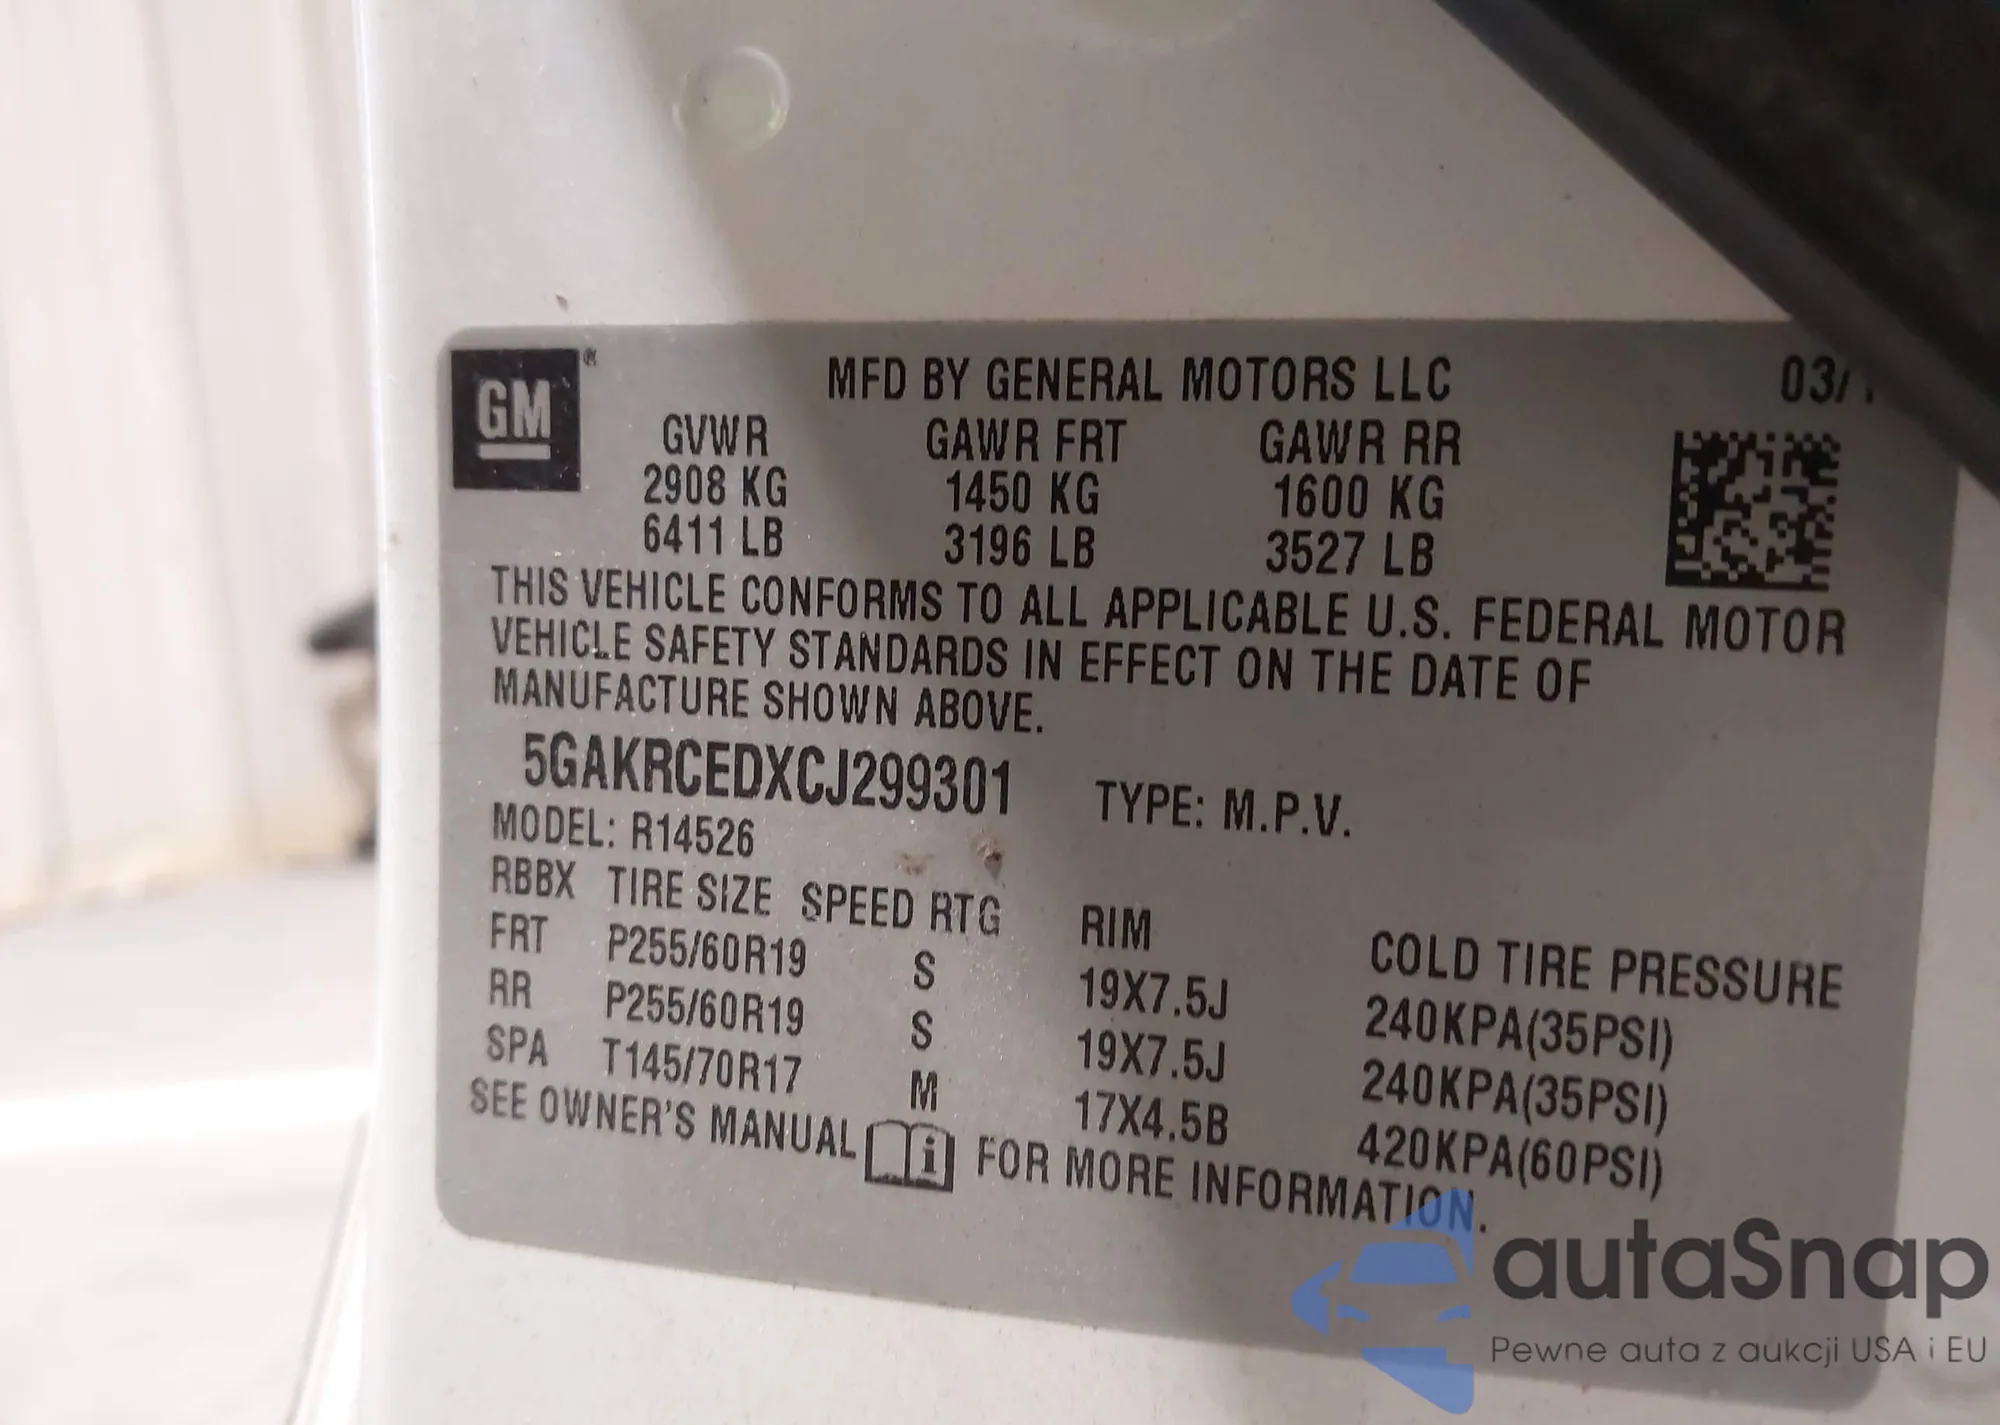 GM®
MFD BY GENERAL MOTORS LLC 03/
GVWR GAWR FRT GAWR RR
2908 KG 1450 KG 1600 KG
6411 LB 3196 LB 3527 LB
THIS VEHICLE CONFORMS TO ALL APPLICABLE U.S. FEDERAL MOTOR
VEHICLE SAFETY STANDARDS IN EFFECT ON THE DATE OF
MANUFACTURE SHOWN ABOVE.
5GAKRCEDXCJ299301 TYPE: M.P.V.
MODEL: R14526
RBBX TIRE SIZE SPEED RTG RIM COLD TIRE PRESSURE
FRT P255/60R19 S 19X7.5J 240KPA(35PSI)
RR P255/60R19 S 19X7.5J 240KPA(35PSI)
SPA T145/70R17 M 17X4.5B 420KPA(60PSI)
SEE OWNER'S MANUAL i FOR MORE INFORMATION.
autaSnap
Pewne auta z aukcji USA i EU